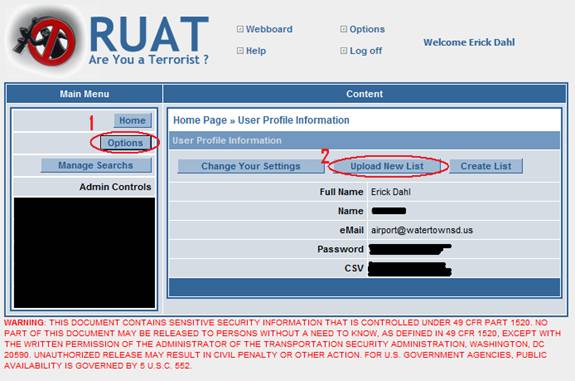 RUAT
Are You a Terrorist ?
Webboard
Options
Help
Log off
Welcome Erick Dahl
Main Menu
Content
1
Home
Options
Manage Searchs
Admin Controls
Home Page » User Profile Information
User Profile Information
2
Change Your Settings
Upload New List
Create List
Full Name Erick Dahl
Name
eMail airport@watertownsd.us
Password
CSV
WARNING: THIS DOCUMENT CONTAINS SENSITIVE SECURITY INFORMATION THAT IS CONTROLLED UNDER 49 CFR PART 1520. NO
PART OF THIS DOCUMENT MAY BE RELEASED TO PERSONS WITHOUT A NEED TO KNOW, AS DEFINED IN 49 CFR 1520, EXCEPT WITH
THE WRITTEN PERMISSION OF THE ADMINISTRATOR OF THE TRANSPORTATION SECURITY ADMINISTRATION, WASHINGTON, DC
20590. UNAUTHORIZED RELEASE MAY RESULT IN CIVIL PENALTY OR OTHER ACTION. FOR U.S. GOVERNMENT AGENCIES, PUBLIC
AVAILABILITY IS GOVERNED BY 5 U.S.C. 552.